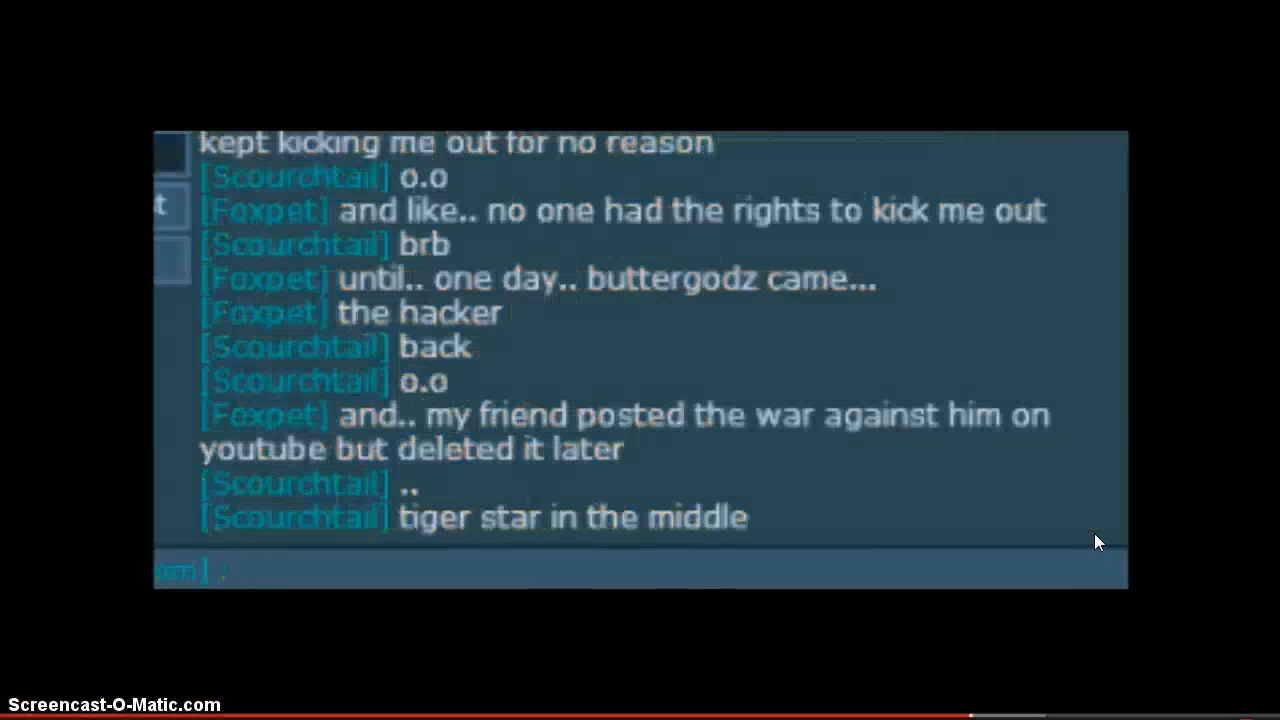 kept kicking me out for no reason
[Scourchtail] o.o
[Foxpet] and like.. no one had the rights to kick me out
[Scourchtail] brb
[Foxpet] until.. one day.. buttergodz came...
[Foxpet] the hacker
[Scourchtail] back
[Scourchtail] o.o
[Foxpet] and.. my friend posted the war against him on
youtube but deleted it later
[Scourchtail] ..
[Scourchtail] tiger star in the middle
Screencast-O-Matic.com